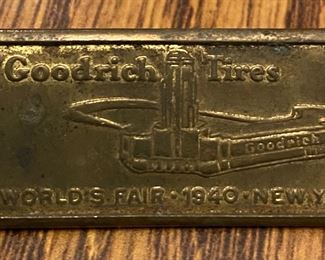 Goodrich Tires
Goodrich
WORLD'S FAIR · 1940 · NEW Y